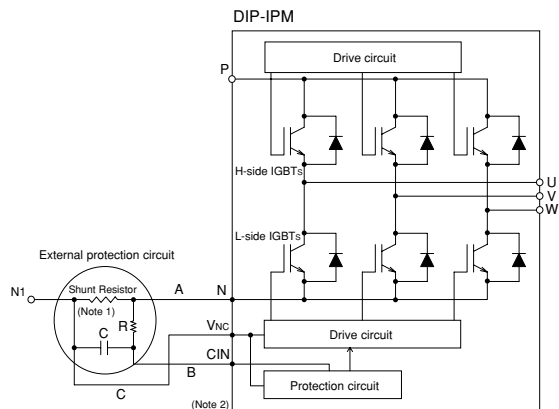 DIP-IPM
Drive circuit
P
H-side IGBTs
U
V
W
L-side IGBTs
External protection circuit
Shunt Resistor
A
N1
N
(Note 1)
R
C
VNC
Drive circuit
CIN
B
C
Protection circuit
(Note 2)